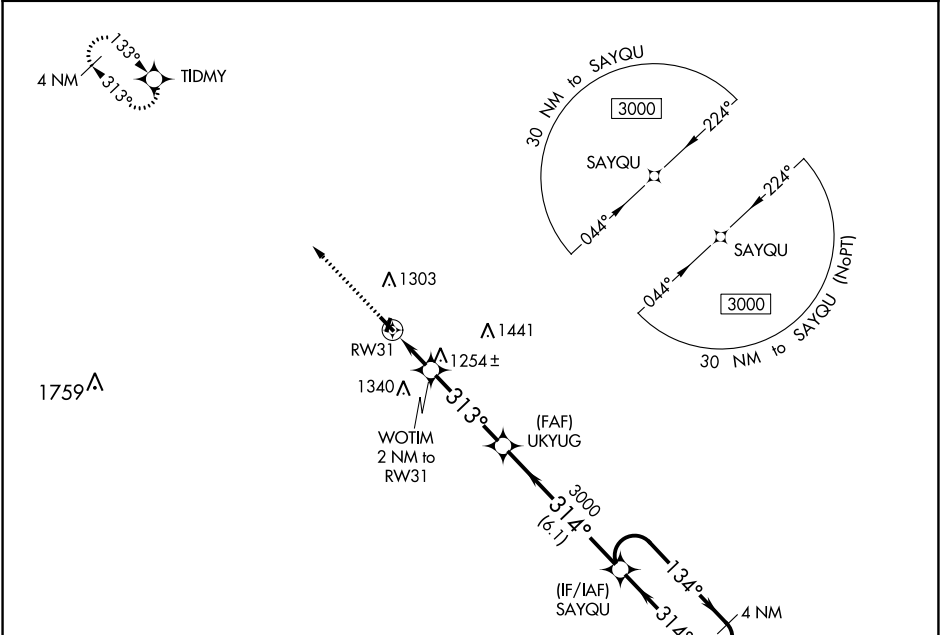 133°
4 NM
313°
TIDMY
30 NM to SAYQU
3000
224°
SAYQU
044°
224°
SAYQU
044°
3000
30 NM to SAYQU (NoPT)
1303
1441
RW31
1254 ±
1759
1340
313°
WOTIM
2 NM to
RW31
(FAF)
UKYUG
3000
314°
(6.1)
134°
(IF/IAF)
SAYQU
4 NM
314°